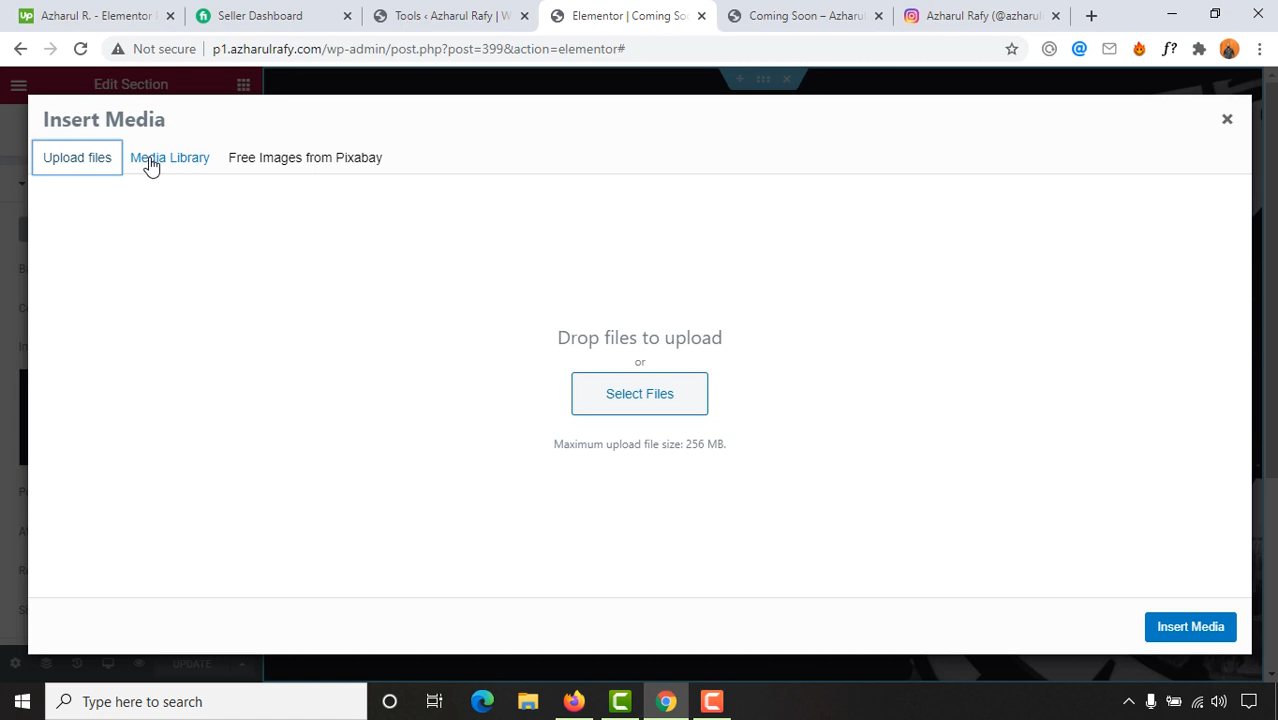 Azharul R. - Elementor
Seller Dashboard
Tools ‹ Azharul Rafy | W
Elementor | Coming Soo
Coming Soon – Azharul
Azharul Rafy (@azharul
Not secure
p1.azharulrafy.com/wp-admin/post.php?post=399&action=elementor#
Edit Section
Insert Media
Upload files
Media Library
Free Images from Pixabay
Drop files to upload
or
Select Files
Maximum upload file size: 256 MB.
Insert Media
UPDATE
Type here to search